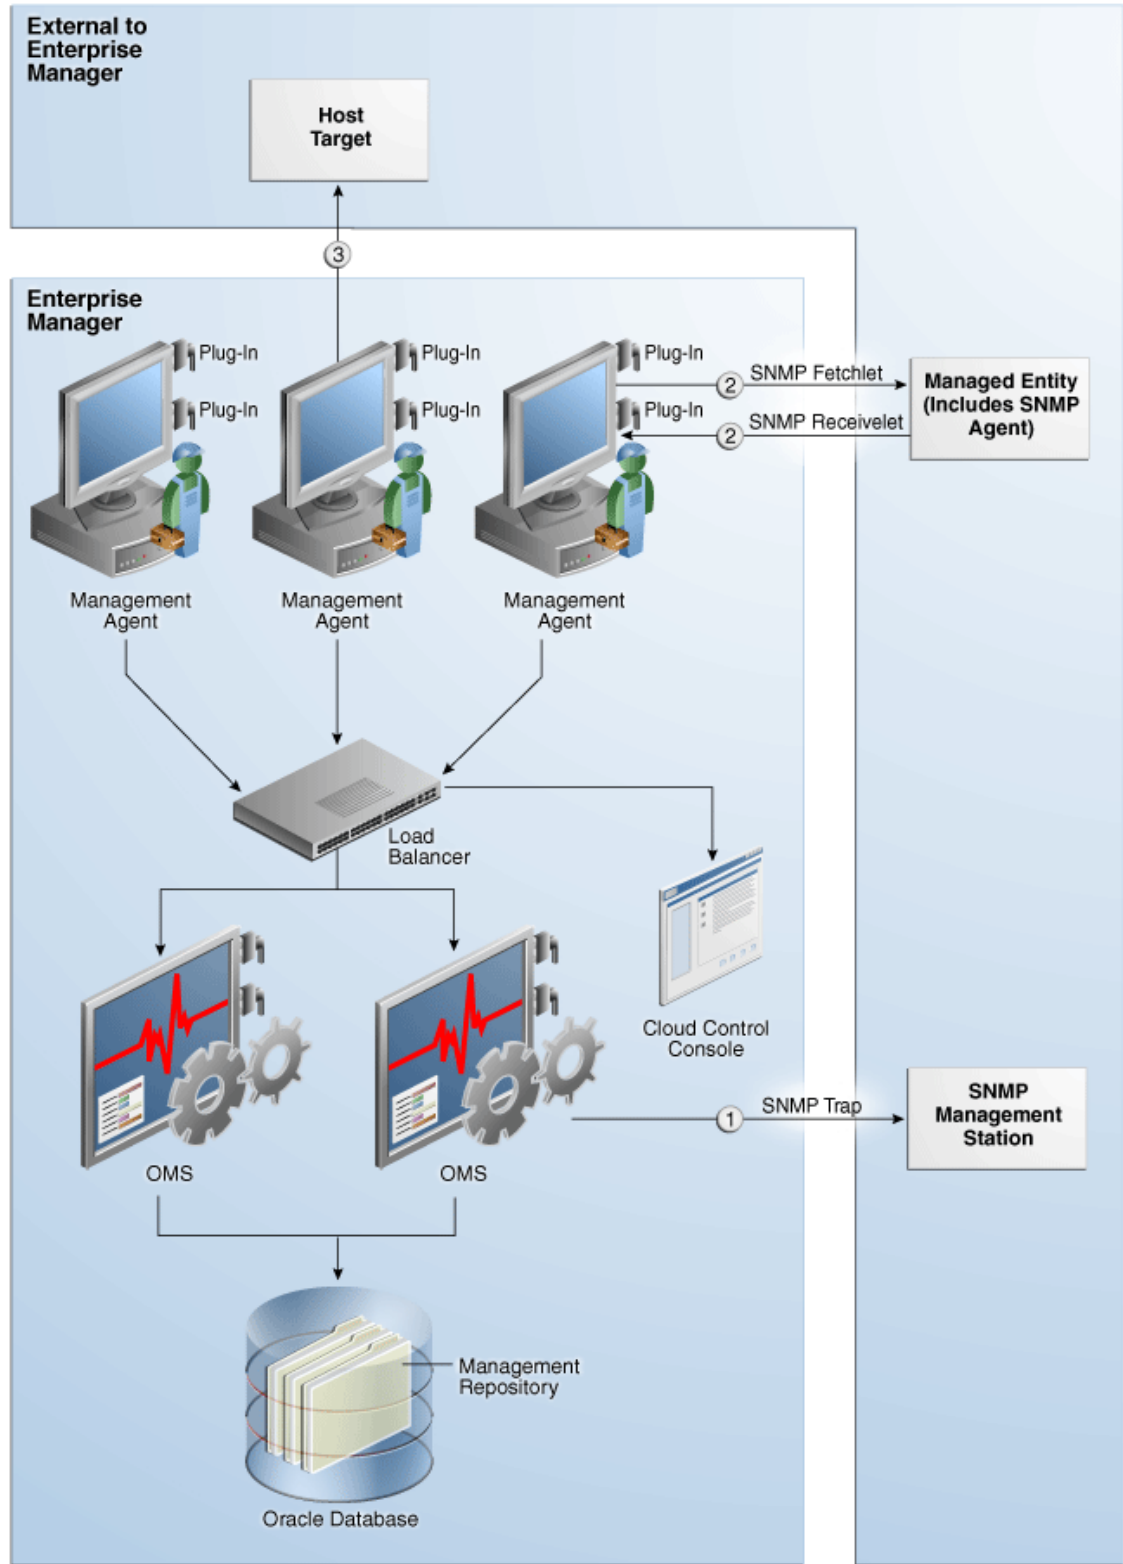 External to
Enterprise
Manager
Host
Target
3
Enterprise
Manager
Plug-In
Plug-In
Plug-In
Plug-In
Plug-In
Plug-In
2
SNMP Fetchlet
2
SNMP Receivelet
Managed Entity
(Includes SNMP
Agent)
Management
Agent
Management
Agent
Management
Agent
Load
Balancer
Cloud Control
Console
OMS
OMS
1
SNMP Trap
SNMP
Management
Station
Management
Repository
Oracle Database